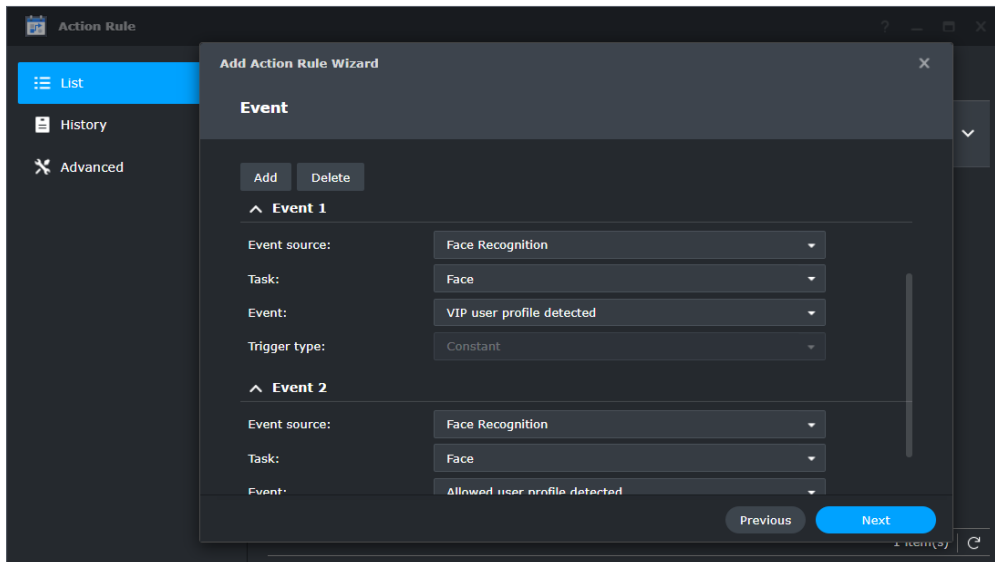 Action Rule
List
History
Advanced
Add Action Rule Wizard
Event
Add Delete
Event 1
Event source: Face Recognition
Task: Face
Event: VIP user profile detected
Trigger type: Constant
Event 2
Event source: Face Recognition
Task: Face
Event: Allowed user profile detected
Previous Next
1 item(s)